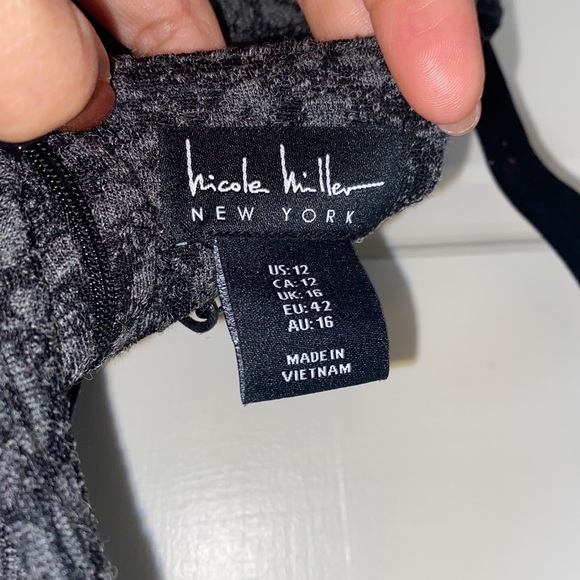 nicole miller
NEW YORK
US: 12
CA: 12
UK: 16
EU: 42
AU: 16
MADE IN
VIETNAM